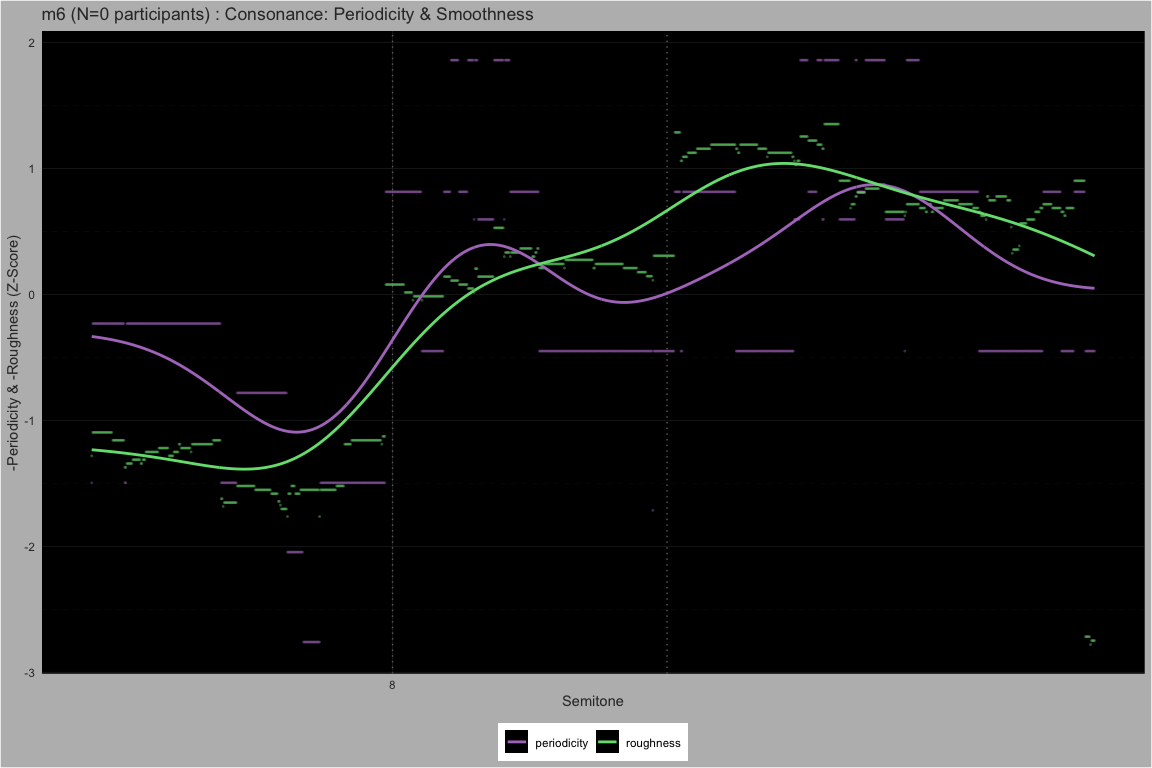 m6 (N=0 participants) : Consonance: Periodicity & Smoothness
-Periodicity & -Roughness (Z-Score)
2
1
0
-1
-2
-3
8
Semitone
periodicity
roughness